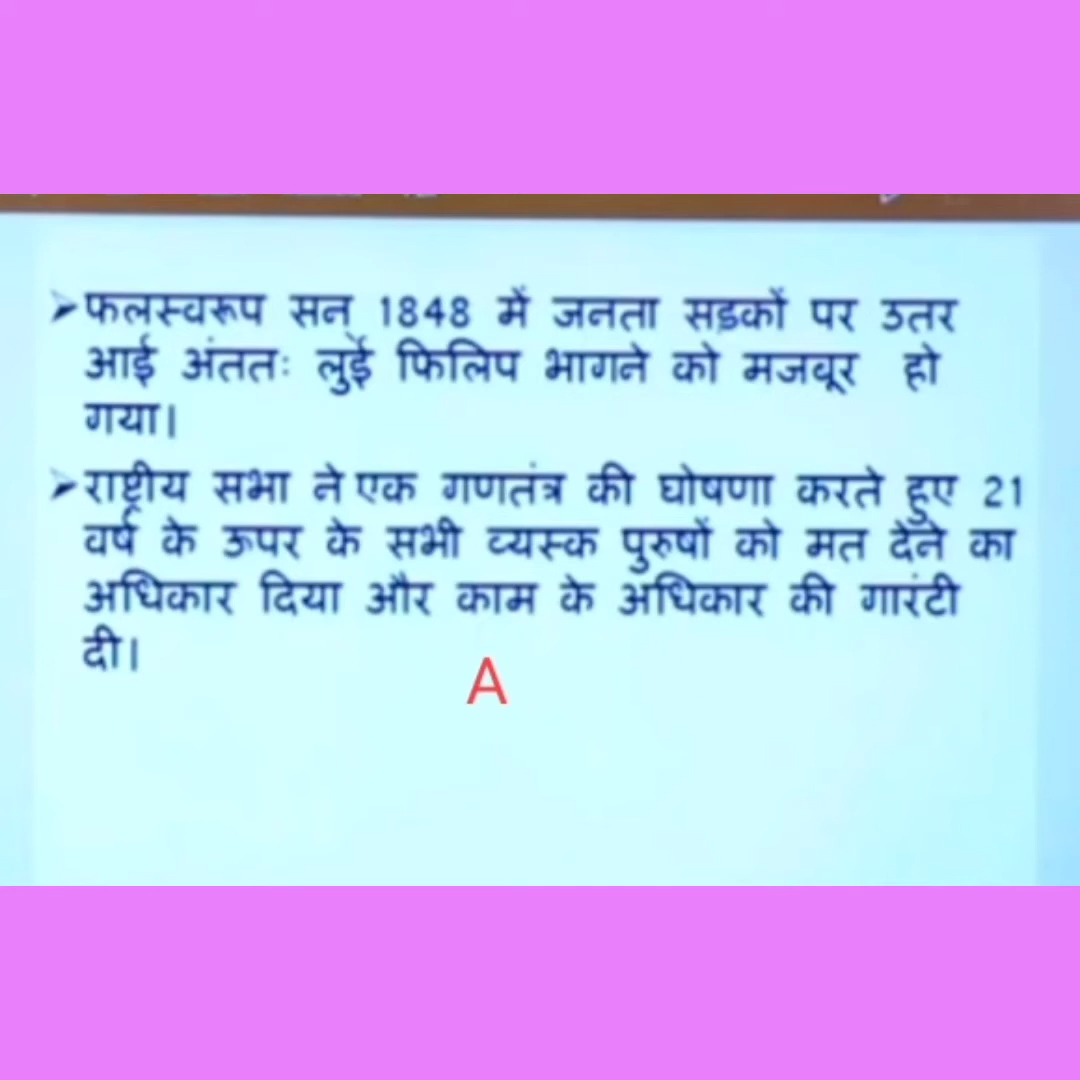 ➤फलस्वरूप सन् 1848 में जनता सडकों पर उतर
आई अंततः लुई फिलिप भागने को मजबूर हो
गया।
➤राष्ट्रीय सभा ने एक गणतंत्र की घोषणा करते हुए 21
वर्ष के ऊपर के सभी व्यस्क पुरुषों को मत देने का
अधिकार दिया और काम के अधिकार की गारंटी
दी।
A